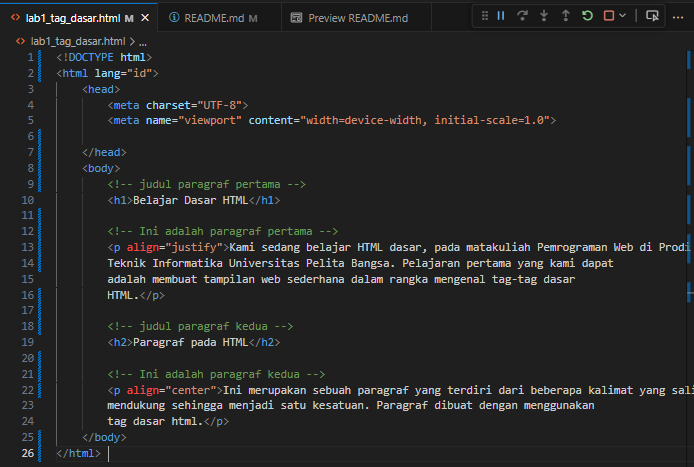 lab1_tag_dasar.html M
README.md M
Preview README.md
lab1_tag_dasar.html > ...
1 <!DOCTYPE html>
2 <html lang="id">
3 <head>
4 <meta charset="UTF-8">
5 <meta name="viewport" content="width=device-width, initial-scale=1.0">
6
7 </head>
8 <body>
9 <!-- judul paragraf pertama -->
10 <h1>Belajar Dasar HTML</h1>
11
12 <!-- Ini adalah paragraf pertama -->
13 <p align="justify">Kami sedang belajar HTML dasar, pada matakuliah Pemrograman Web di Prodi
14 Teknik Informatika Universitas Pelita Bangsa. Pelajaran pertama yang kami dapat
15 adalah membuat tampilan web sederhana dalam rangka mengenal tag-tag dasar
16 HTML.</p>
17
18 <!-- judul paragraf kedua -->
19 <h2>Paragraf pada HTML</h2>
20
21 <!-- Ini adalah paragraf kedua -->
22 <p align="center">Ini merupakan sebuah paragraf yang terdiri dari beberapa kalimat yang sali
23 mendukung sehingga menjadi satu kesatuan. Paragraf dibuat dengan menggunakan
24 tag dasar html.</p>
25 </body>
26 </html>